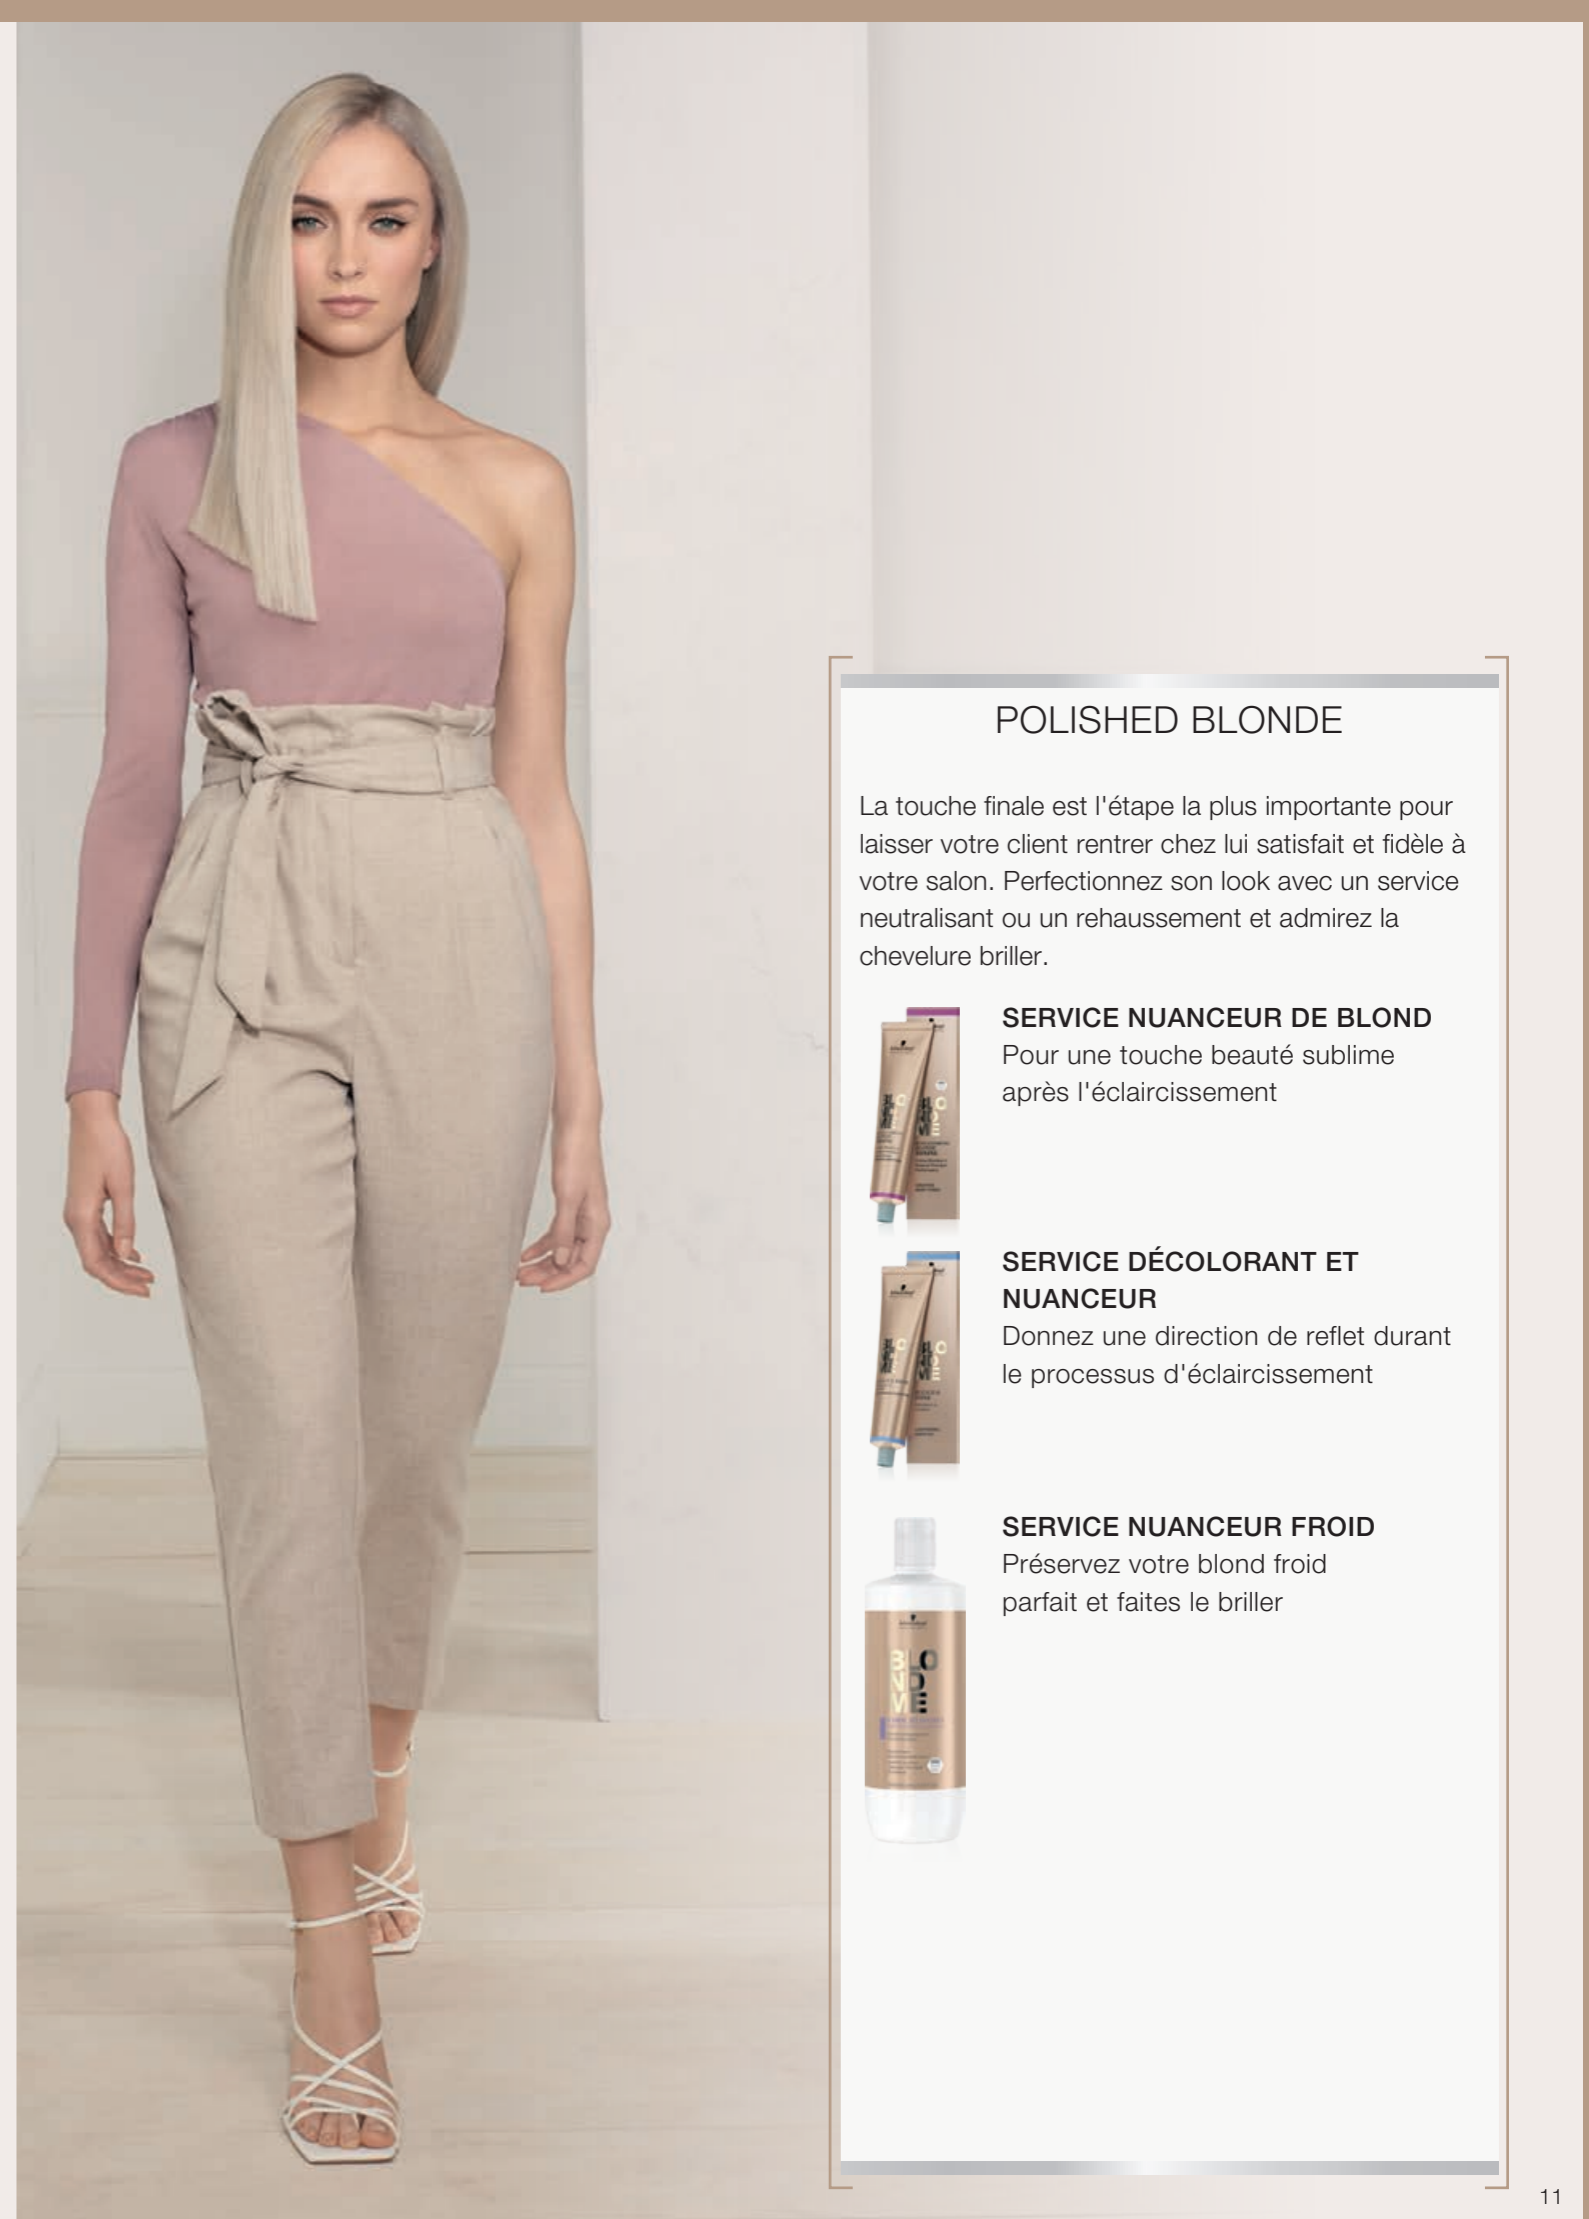 POLISHED BLONDE
La touche finale est l'étape la plus importante pour
laisser votre client rentrer chez lui satisfait et fidèle à
votre salon. Perfectionnez son look avec un service
neutralisant ou un rehaussement et admirez la
chevelure briller.
SERVICE NUANCEUR DE BLOND
Pour une touche beauté sublime
après l'éclaircissement
SERVICE DÉCOLORANT ET
NUANCEUR
Donnez une direction de reflet durant
le processus d'éclaircissement
SERVICE NUANCEUR FROID
Préservez votre blond froid
parfait et faites le briller
BLO
ND
ME
11